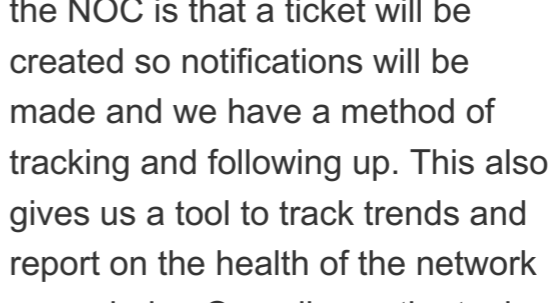 the NOC is that a ticket will be
created so notifications will be
made and we have a method of
tracking and following up. This also
gives us a tool to track trends and
report on the health of the network